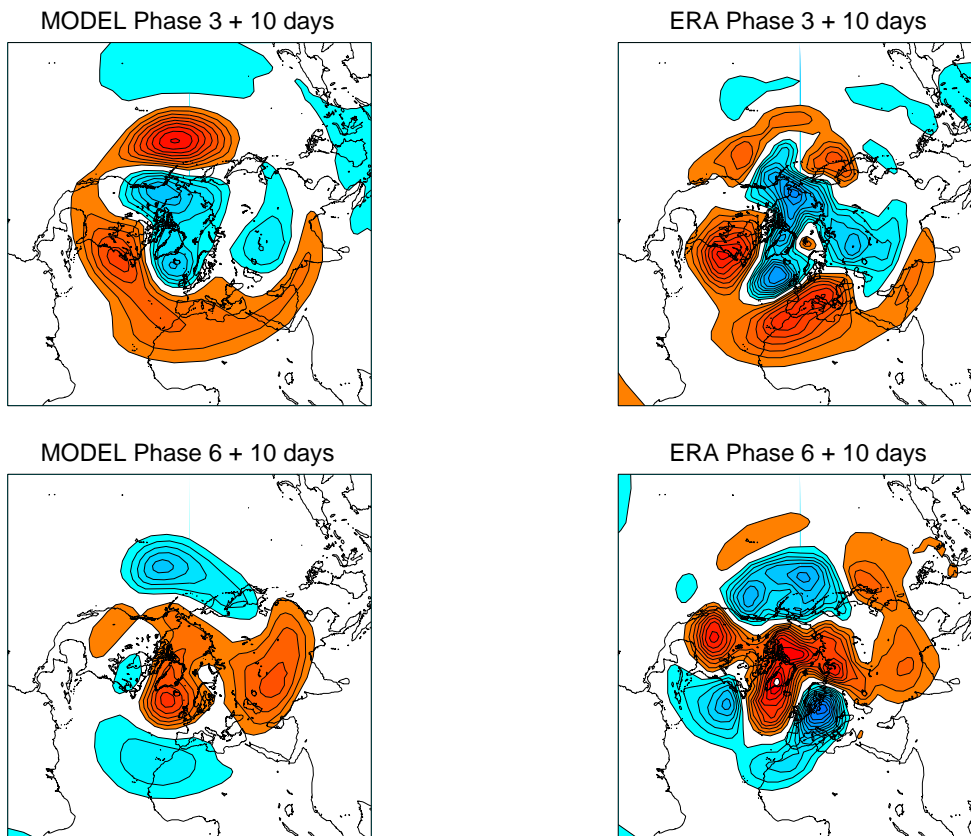 MODEL Phase 3 + 10 days
ERA Phase 3 + 10 days
MODEL Phase 6 + 10 days
ERA Phase 6 + 10 days